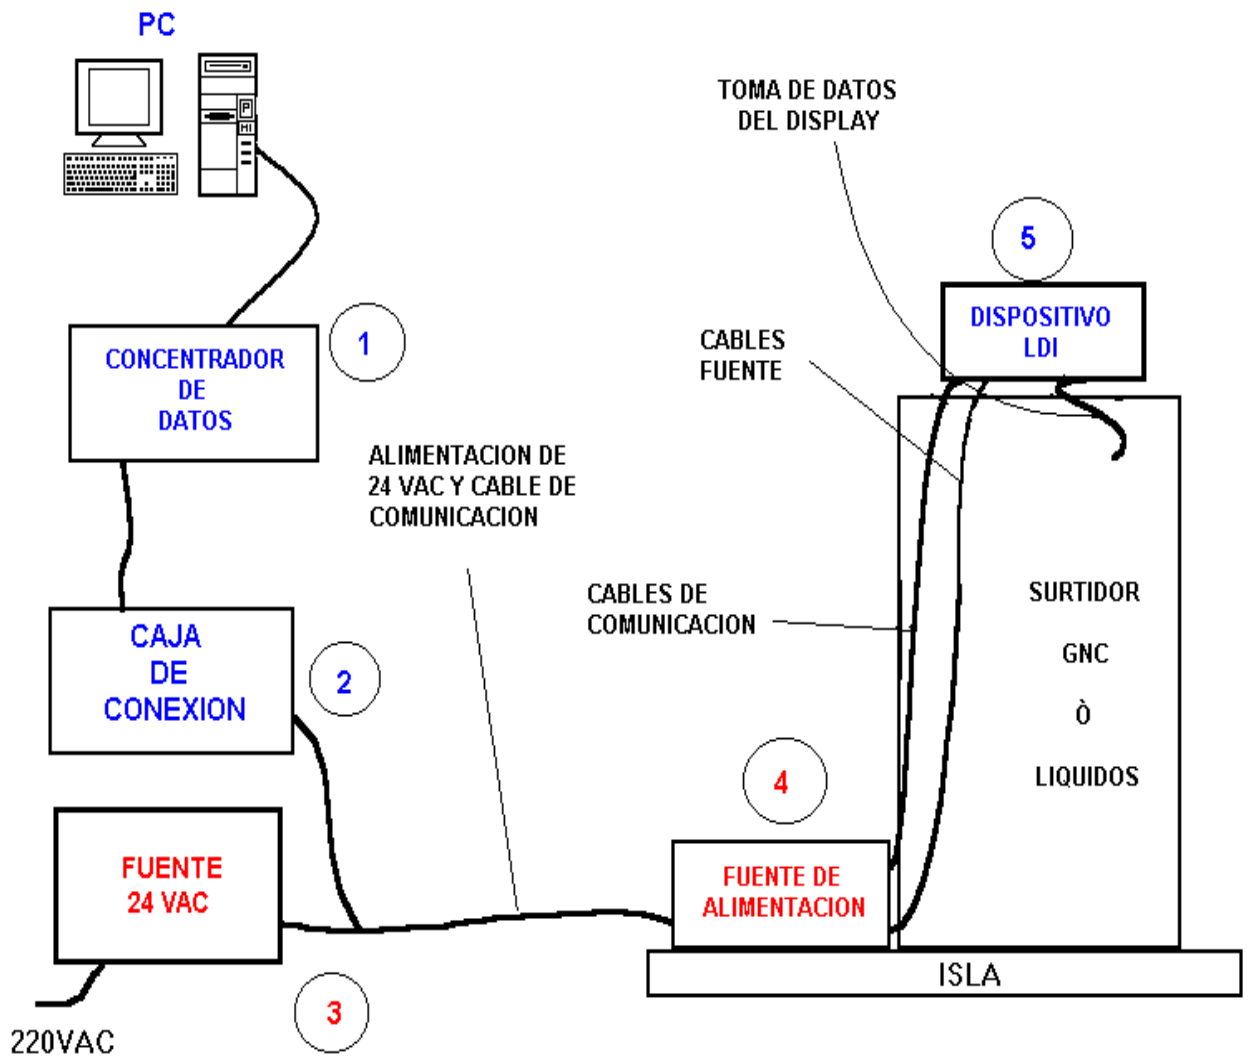 PC
P
MI
TOMA DE DATOS
DEL DISPLAY
5
DISPOSITIVO
LDI
1
CONCENTRADOR
DE
DATOS
CABLES
FUENTE
ALIMENTACION DE
24 VAC Y CABLE DE
COMUNICACION
CABLES DE
COMUNICACION
SURTIDOR
GNC
Ò
LIQUIDOS
CAJA
DE
CONEXION
2
4
FUENTE
24 VAC
FUENTE DE
ALIMENTACION
ISLA
3
220VAC